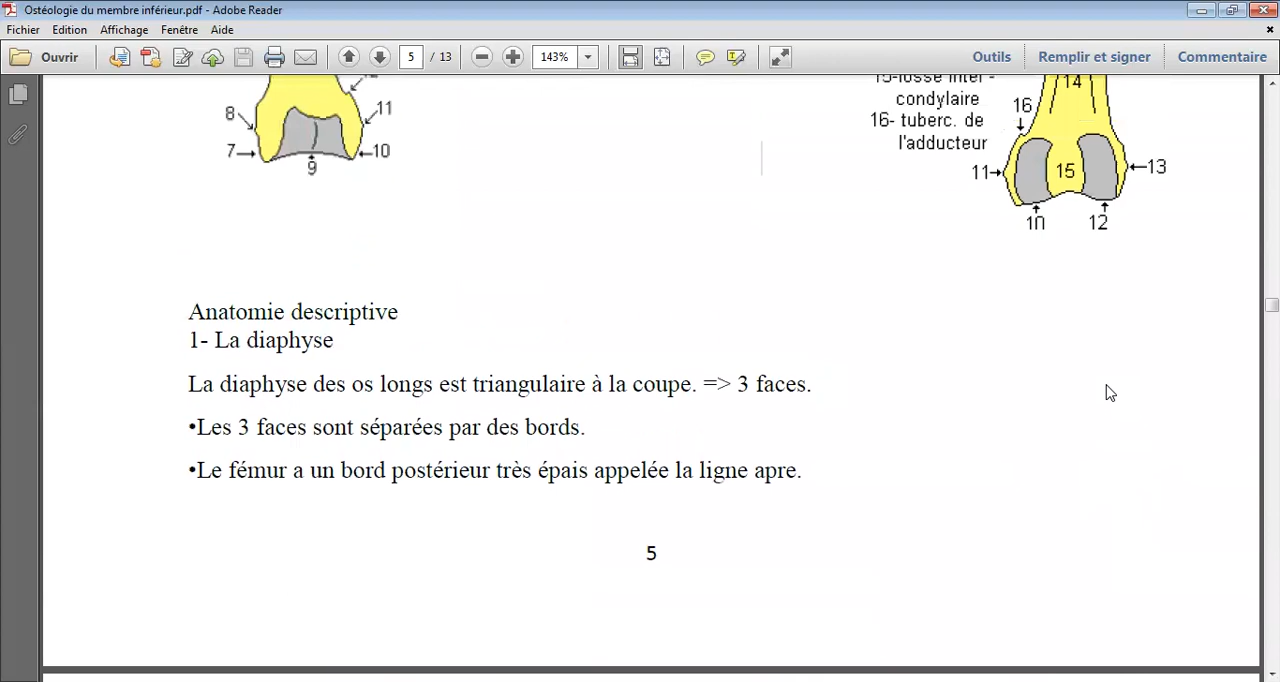 Ostéologie du membre inférieur.pdf - Adobe Reader
Fichier Edition Affichage Fenêtre Aide
Ouvrir 5 / 13 143% Outils Remplir et signer Commentaire
8
11
7
10
9
15-fosse inter -
condylaire
16- tuberc. de
l'adducteur
14
16
11
15
13
10
12
Anatomie descriptive
1- La diaphyse
La diaphyse des os longs est triangulaire à la coupe. => 3 faces.
•Les 3 faces sont séparées par des bords.
•Le fémur a un bord postérieur très épais appelée la ligne apre.
5